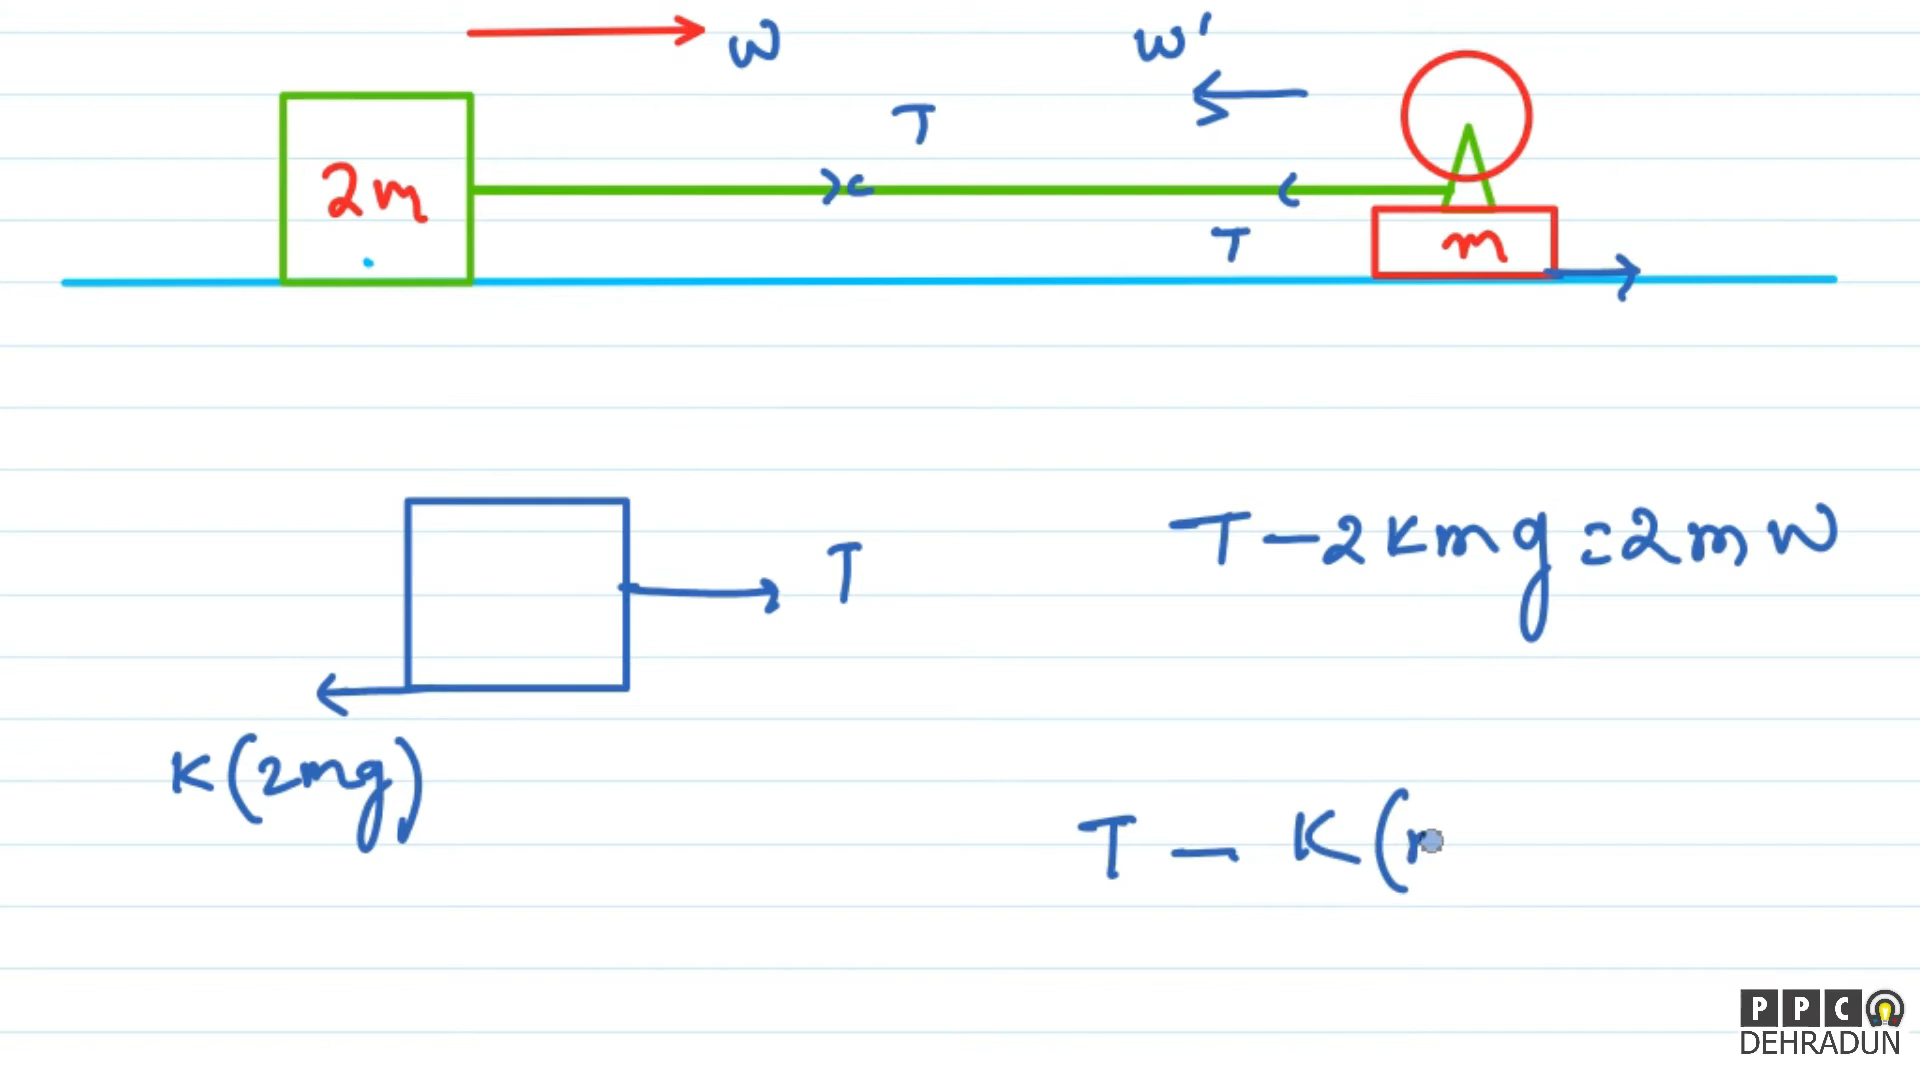 w w'
T
2m
T m
T
T - 2Kmg = 2mw
K(2mg)
T - K(
PPC
DEHRADUN